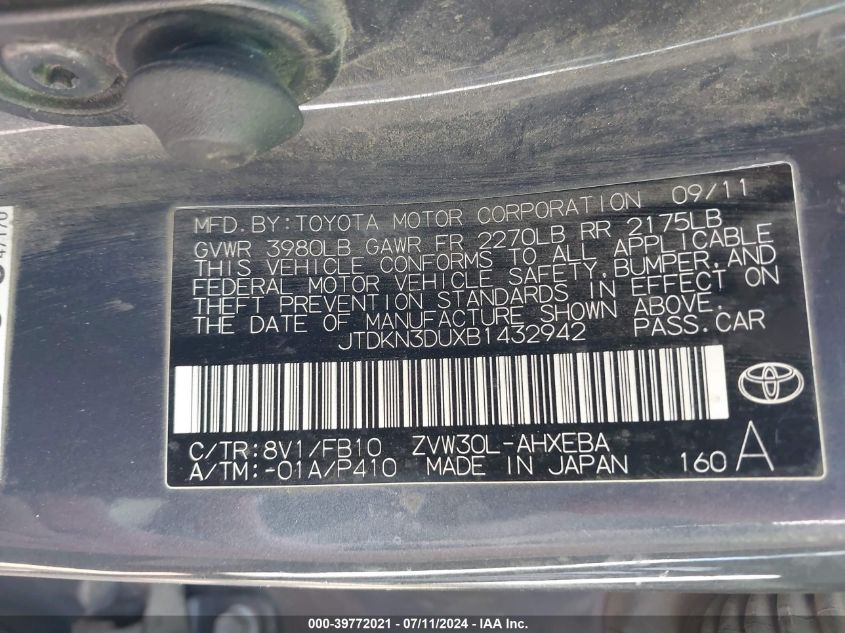 47170
MFD.BY:TOYOTA MOTOR CORPORATION 09/11
GVWR 3980LB GAWR FR 2270LB RR 2175LB
THIS VEHICLE CONFORMS TO ALL APPLICABLE
FEDERAL MOTOR VEHICLE SAFETY,BUMPER,AND
THEFT PREVENTION STANDARDS IN EFFECT ON
THE DATE OF MANUFACTURE SHOWN ABOVE.
JTDKN3DUXB1432942 PASS.CAR
C/TR:8V1/FB10 ZVW30L-AHXEBA
A/TM:-01A/P410 MADE IN JAPAN 160 A
000-39772021 - 07/11/2024 - IAA Inc.